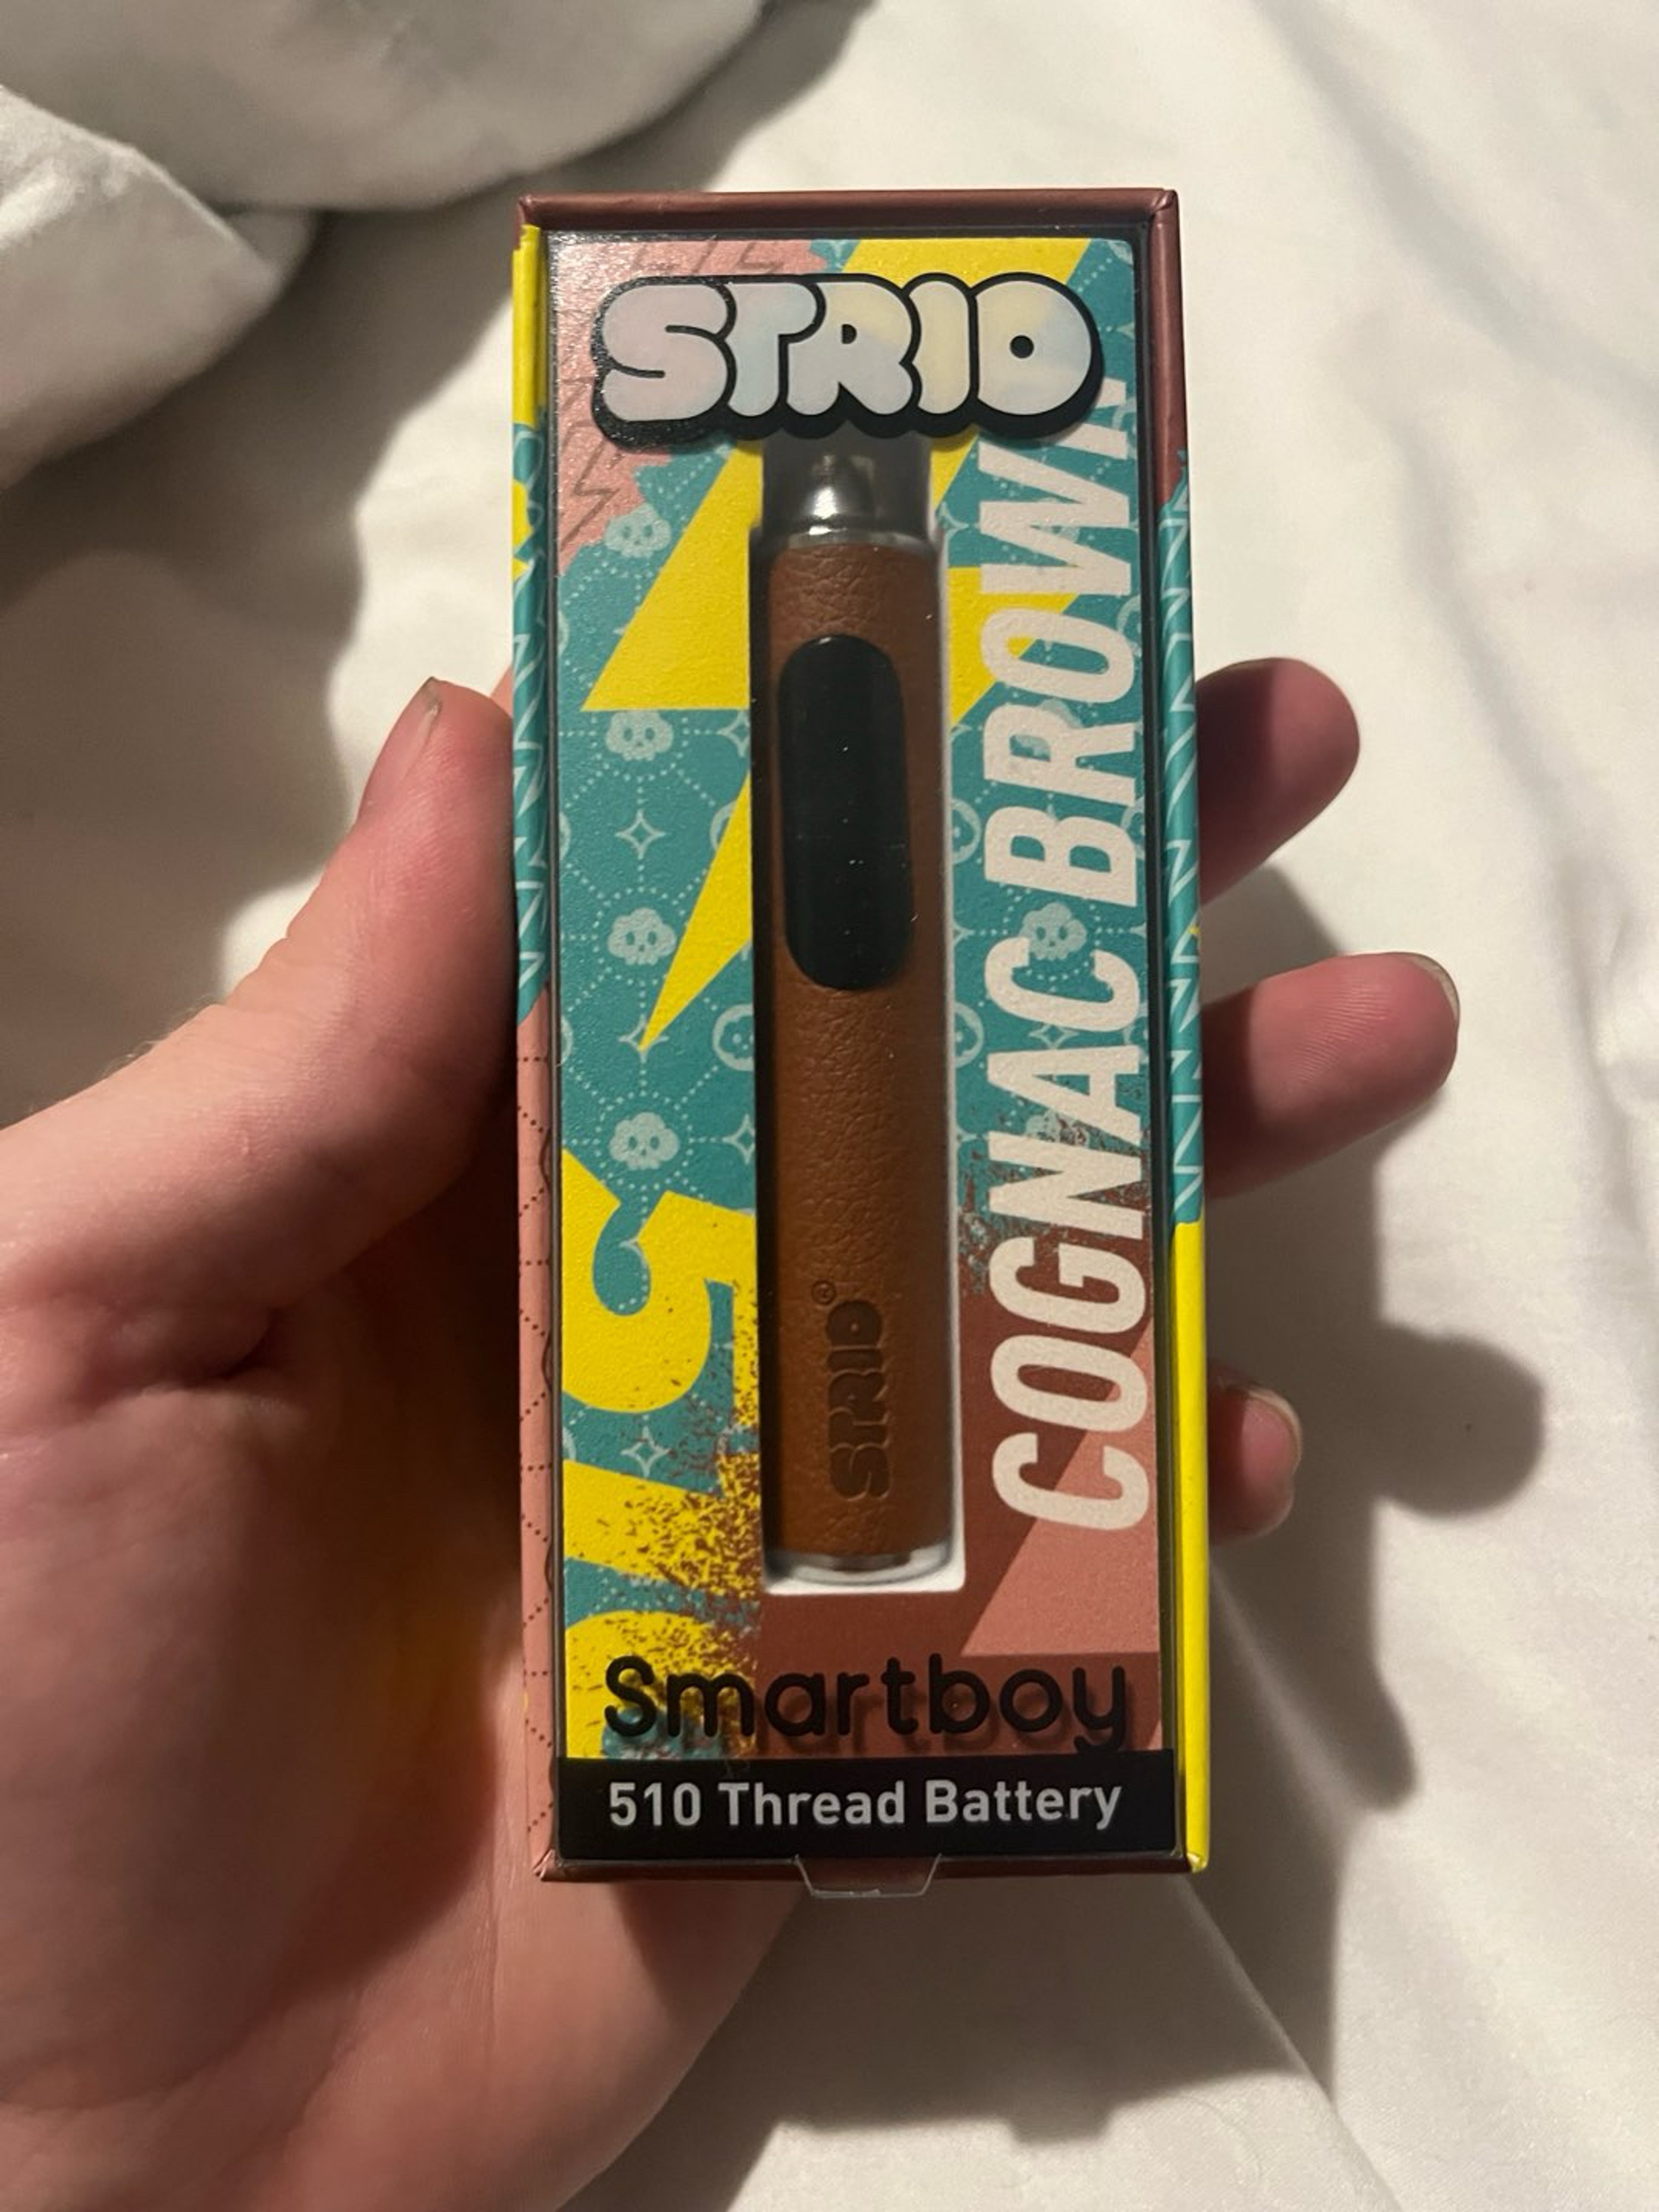 STRIO
COGNAC BROWN
STRIO®
Smartboy
510 Thread Battery